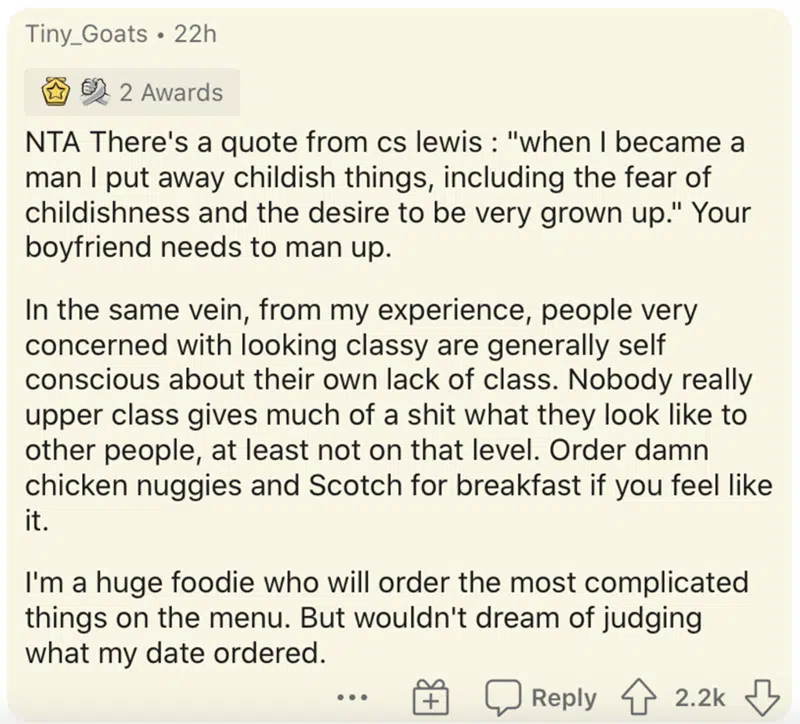 Tiny_Goats • 22h
2 Awards
NTA There's a quote from cs lewis : "when I became a
man I put away childish things, including the fear of
childishness and the desire to be very grown up." Your
boyfriend needs to man up.
In the same vein, from my experience, people very
concerned with looking classy are generally self
conscious about their own lack of class. Nobody really
upper class gives much of a shit what they look like to
other people, at least not on that level. Order damn
chicken nuggies and Scotch for breakfast if you feel like
it.
I'm a huge foodie who will order the most complicated
things on the menu. But wouldn't dream of judging
what my date ordered.
Reply 2.2k